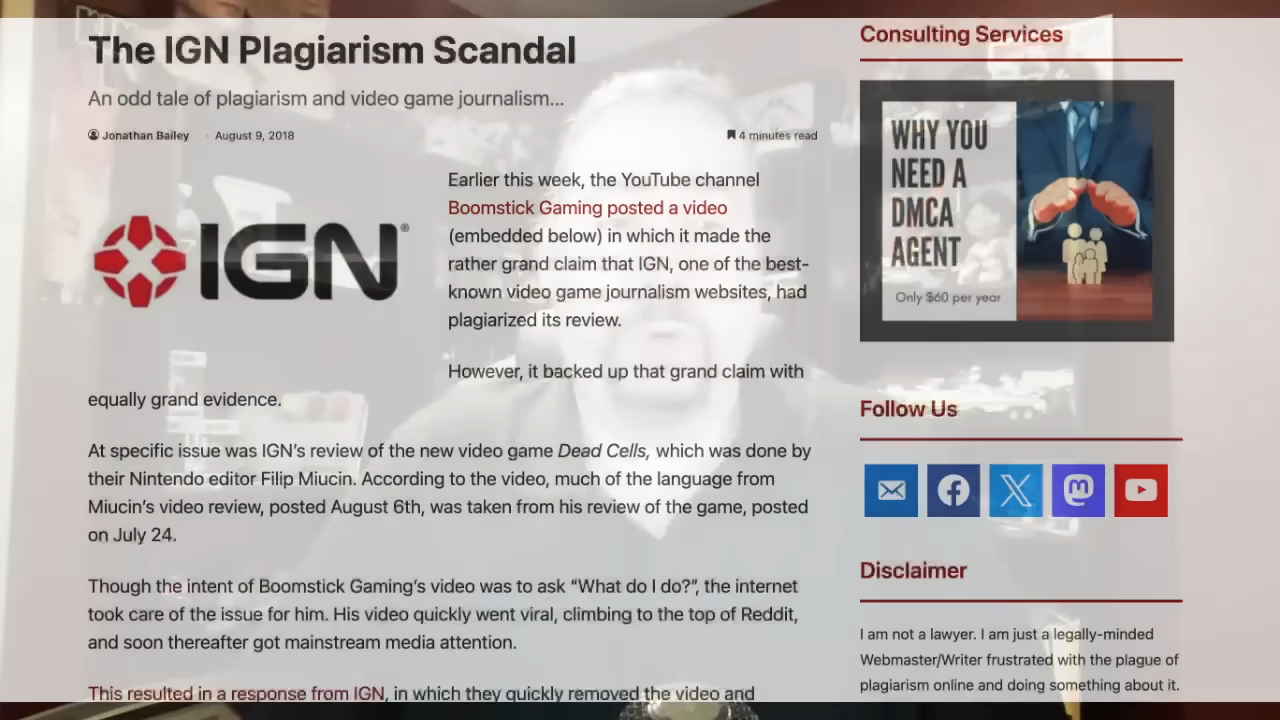 The IGN Plagiarism Scandal
An odd tale of plagiarism and video game journalism...
Jonathan Bailey
August 9, 2018
4 minutes read
IGN®
Earlier this week, the YouTube channel
Boomstick Gaming posted a video
(embedded below) in which it made the
rather grand claim that IGN, one of the best-
known video game journalism websites, had
plagiarized its review.
However, it backed up that grand claim with
equally grand evidence.
At specific issue was IGN’s review of the new video game Dead Cells, which was done by
their Nintendo editor Filip Miucin. According to the video, much of the language from
Miucin’s video review, posted August 6th, was taken from his review of the game, posted
on July 24.
Though the intent of Boomstick Gaming’s video was to ask “What do I do?”, the internet
took care of the issue for him. His video quickly went viral, climbing to the top of Reddit,
and soon thereafter got mainstream media attention.
This resulted in a response from IGN, in which they quickly removed the video and
Consulting Services
WHY YOU
NEED A
DMCA
AGENT
Only $60 per year
Follow Us
Disclaimer
I am not a lawyer. I am just a legally-minded
Webmaster/Writer frustrated with the plague of
plagiarism online and doing something about it.